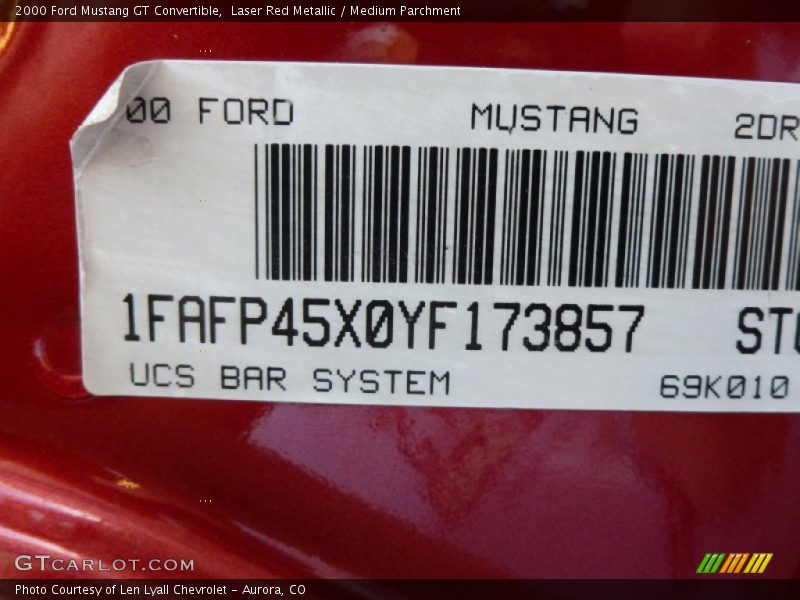 2000 Ford Mustang GT Convertible,  Laser Red Metallic / Medium Parchment
00 FORD MUSTANG 2DR
1FAFP45X0YF173857
UCS BAR SYSTEM 69K010
GTCARLOT.COM
Photo Courtesy of Len Lyall Chevrolet - Aurora, CO